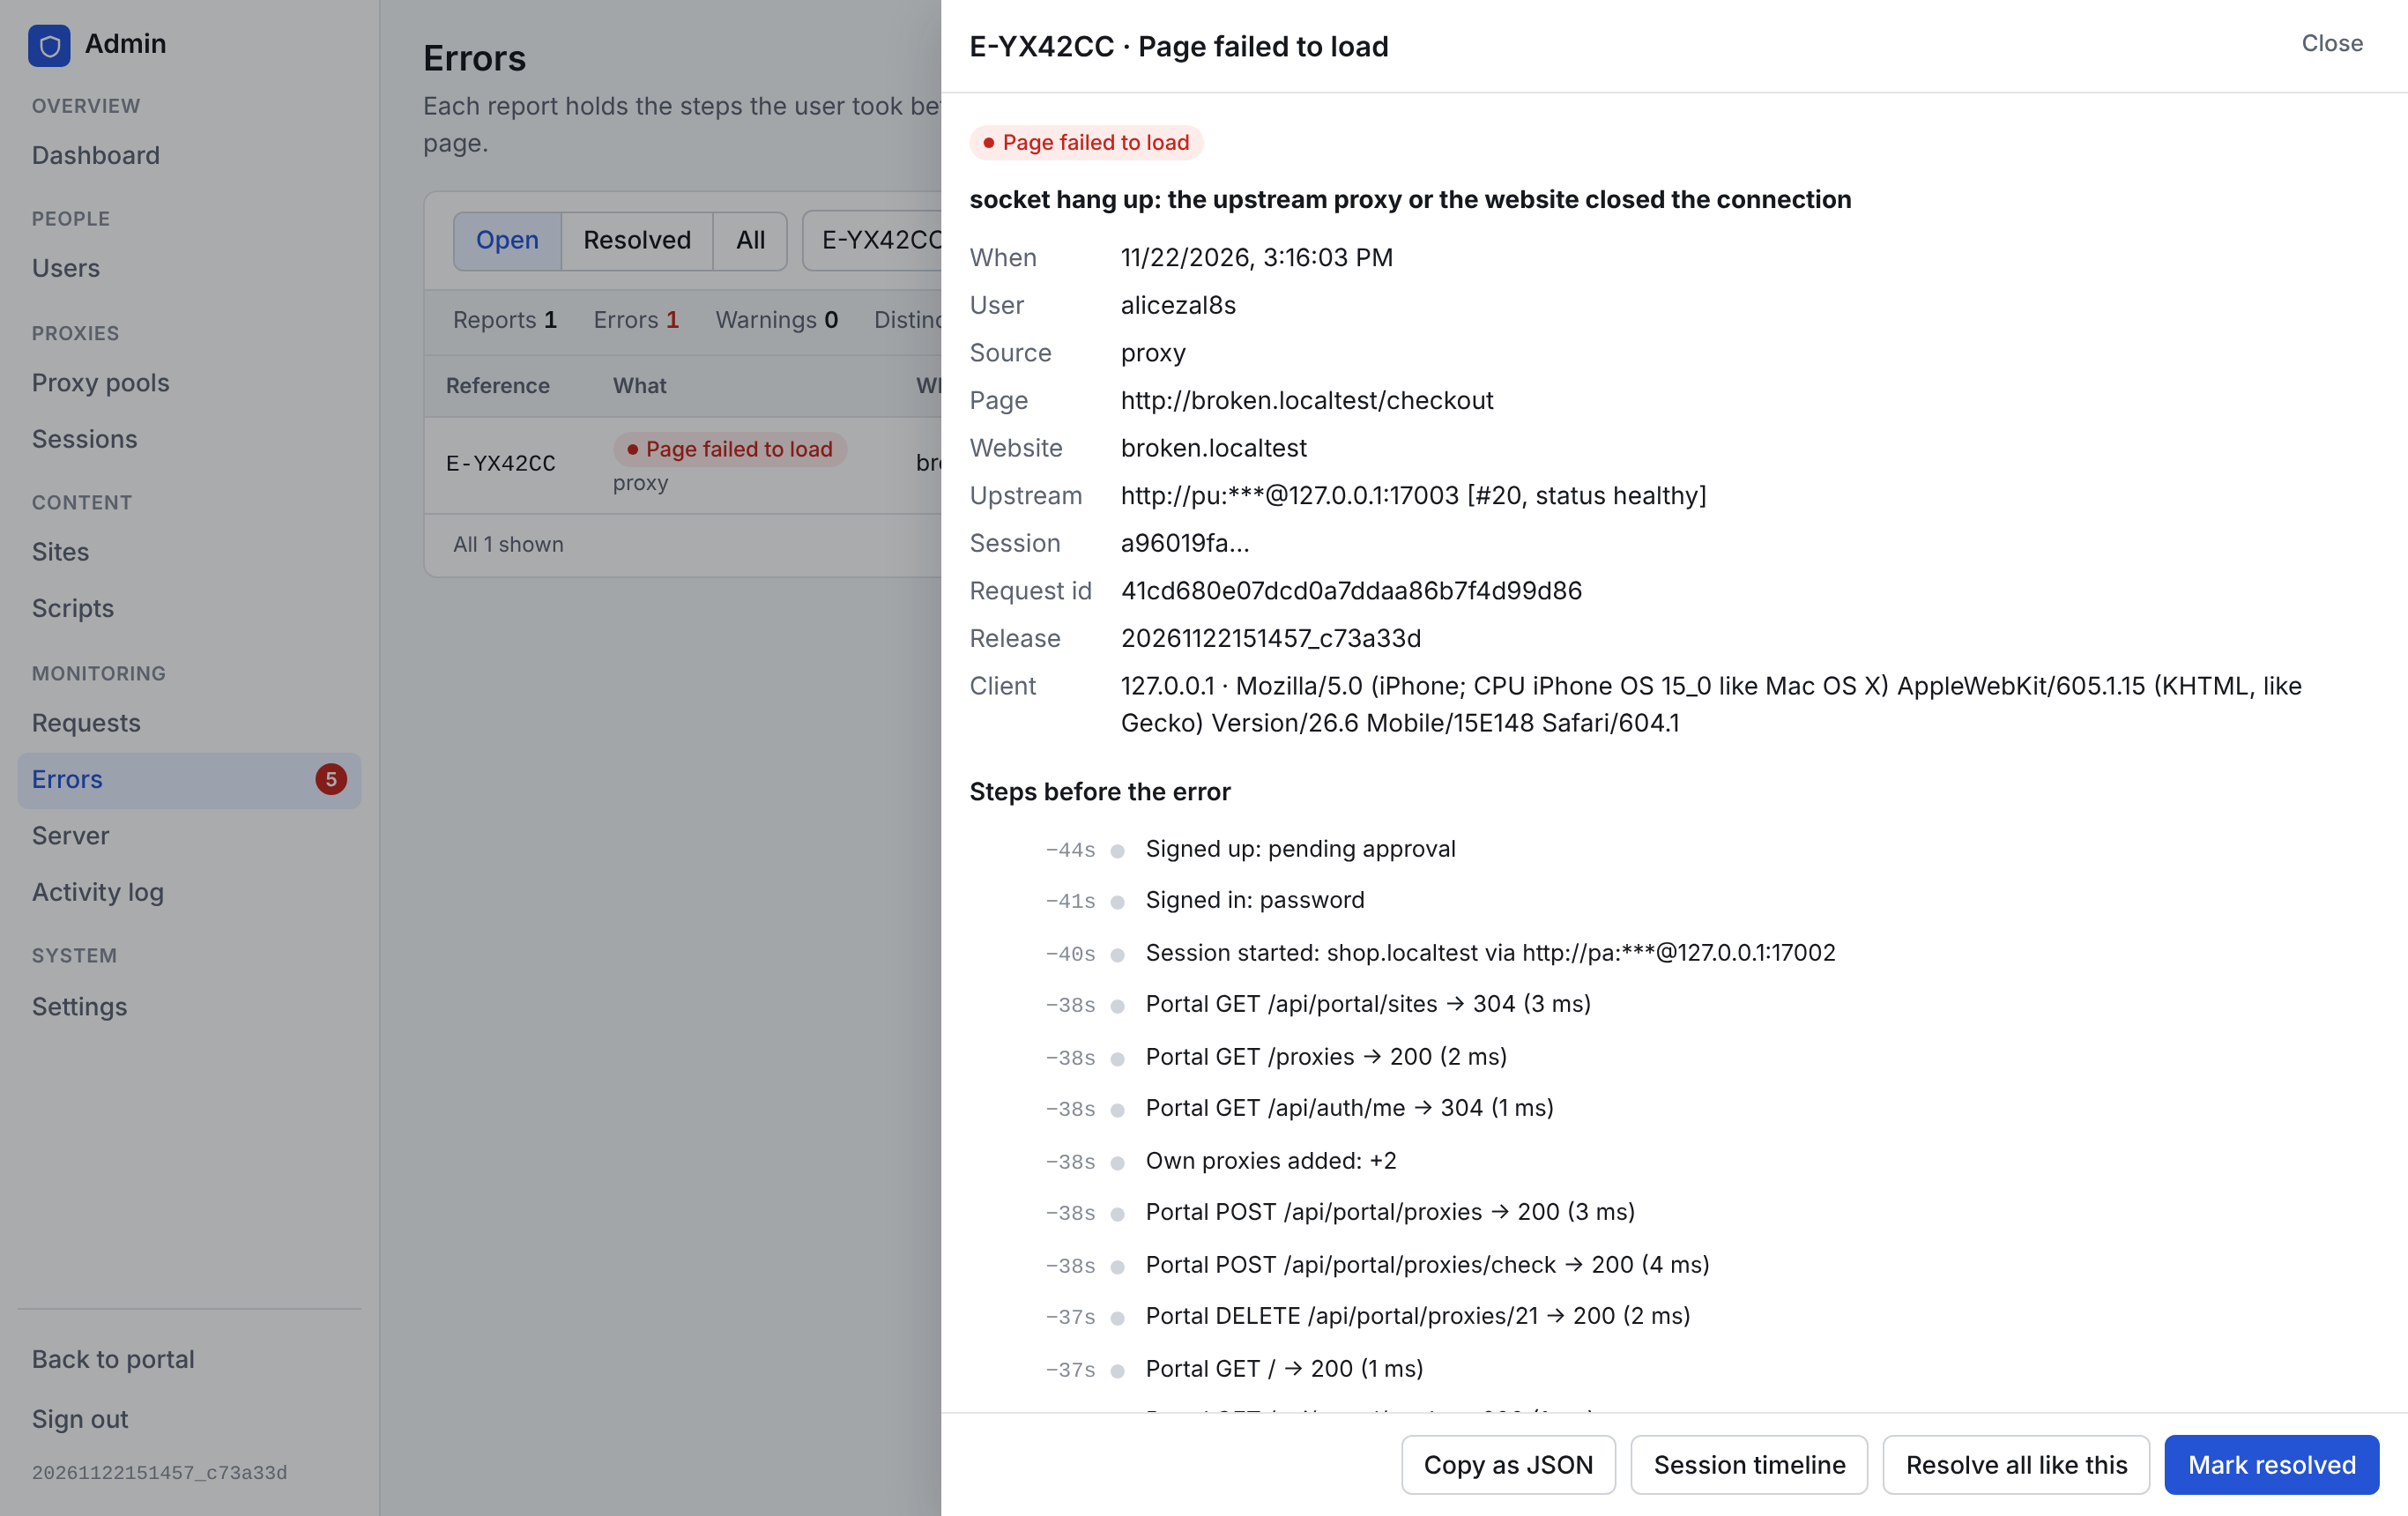 Admin
OVERVIEW
Dashboard
PEOPLE
Users
PROXIES
Proxy pools
Sessions
CONTENT
Sites
Scripts
MONITORING
Requests
Errors 5
Server
Activity log
SYSTEM
Settings
Back to portal
Sign out
20261122151457_c73a33d
Errors
Each report holds the steps the user took
page.
Open Resolved All E-YX42CC
Reports 1 Errors 1 Warnings 0
Reference What
E-YX42CC Page failed to load
proxy
All 1 shown
E-YX42CC · Page failed to load Close
Page failed to load
socket hang up: the upstream proxy or the website closed the connection
When 11/22/2026, 3:16:03 PM
User alicezal8s
Source proxy
Page http://broken.localtest/checkout
Website broken.localtest
Upstream http://pu:***@127.0.0.1:17003 [#20, status healthy]
Session a96019fa…
Request id 41cd680e07dcd0a7ddaa86b7f4d99d86
Release 20261122151457_c73a33d
Client 127.0.0.1 · Mozilla/5.0 (iPhone; CPU iPhone OS 15_0 like Mac OS X) AppleWebKit/605.1.15 (KHTML, like
Gecko) Version/26.6 Mobile/15E148 Safari/604.1
Steps before the error
−44s Signed up: pending approval
−41s Signed in: password
−40s Session started: shop.localtest via http://pa:***@127.0.0.1:17002
−38s Portal GET /api/portal/sites → 304 (3 ms)
−38s Portal GET /proxies → 200 (2 ms)
−38s Portal GET /api/auth/me → 304 (1 ms)
−38s Own proxies added: +2
−38s Portal POST /api/portal/proxies → 200 (3 ms)
−38s Portal POST /api/portal/proxies/check → 200 (4 ms)
−37s Portal DELETE /api/portal/proxies/21 → 200 (2 ms)
−37s Portal GET / → 200 (1 ms)
Copy as JSON Session timeline Resolve all like this Mark resolved